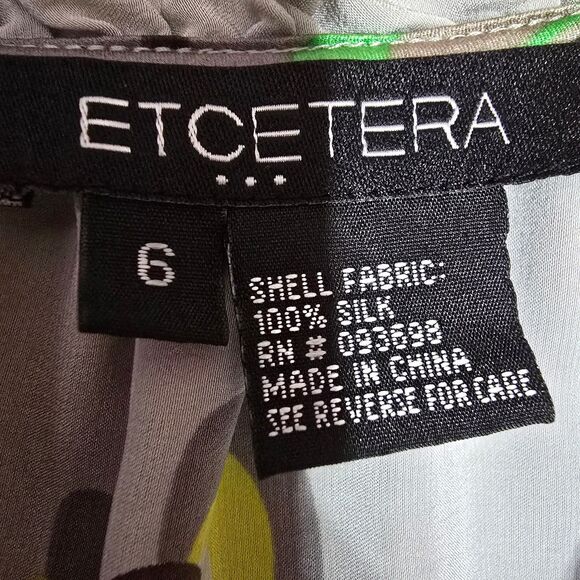 ETCETERA
...
6
SHELL FABRIC:
100% SILK
RN # 093698
MADE IN CHINA
SEE REVERSE FOR CARE